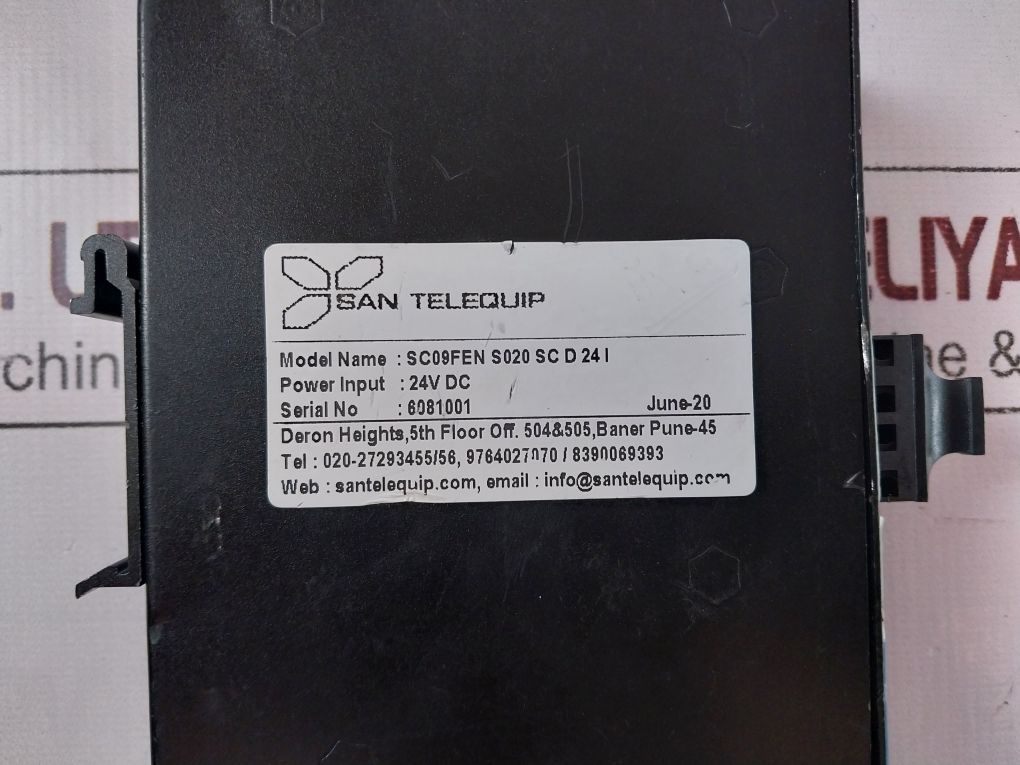 SAN TELEQUIP
Model Name : SC09FEN S020 SC D 24 I
Power Input : 24V DC
Serial No : 6081001 June-20
Deron Heights,5th Floor Off. 504&505,Baner Pune-45
Tel : 020-27293455/56, 9764027070 / 8390069393
Web : santelequip.com, email : info@santelequip.com
ELIYA
chin
&